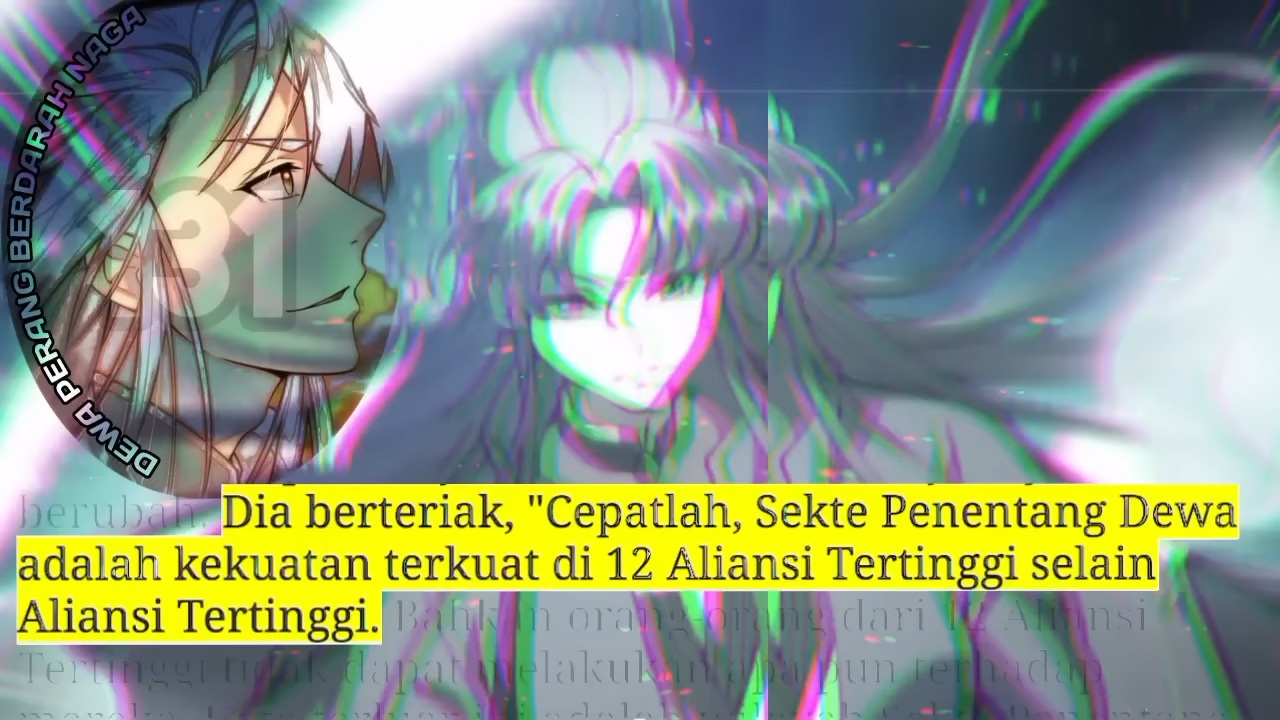 DEWA PERANG BERDARAH NAGA
31
berubah. Dia berteriak, "Cepatlah, Sekte Penentang Dewa
adalah kekuatan terkuat di 12 Aliansi Tertinggi selain
Aliansi Tertinggi. Bahkan orang-orang dari 12 Aliansi
Tertinggi tidak dapat melakukan apa pun terhadap